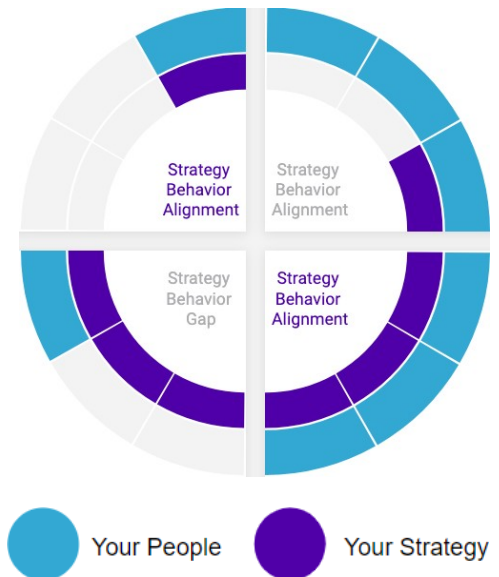 Strategy
Behavior
Alignment
Strategy
Behavior
Alignment
Strategy
Behavior
Gap
Strategy
Behavior
Alignment
Your People
Your Strategy